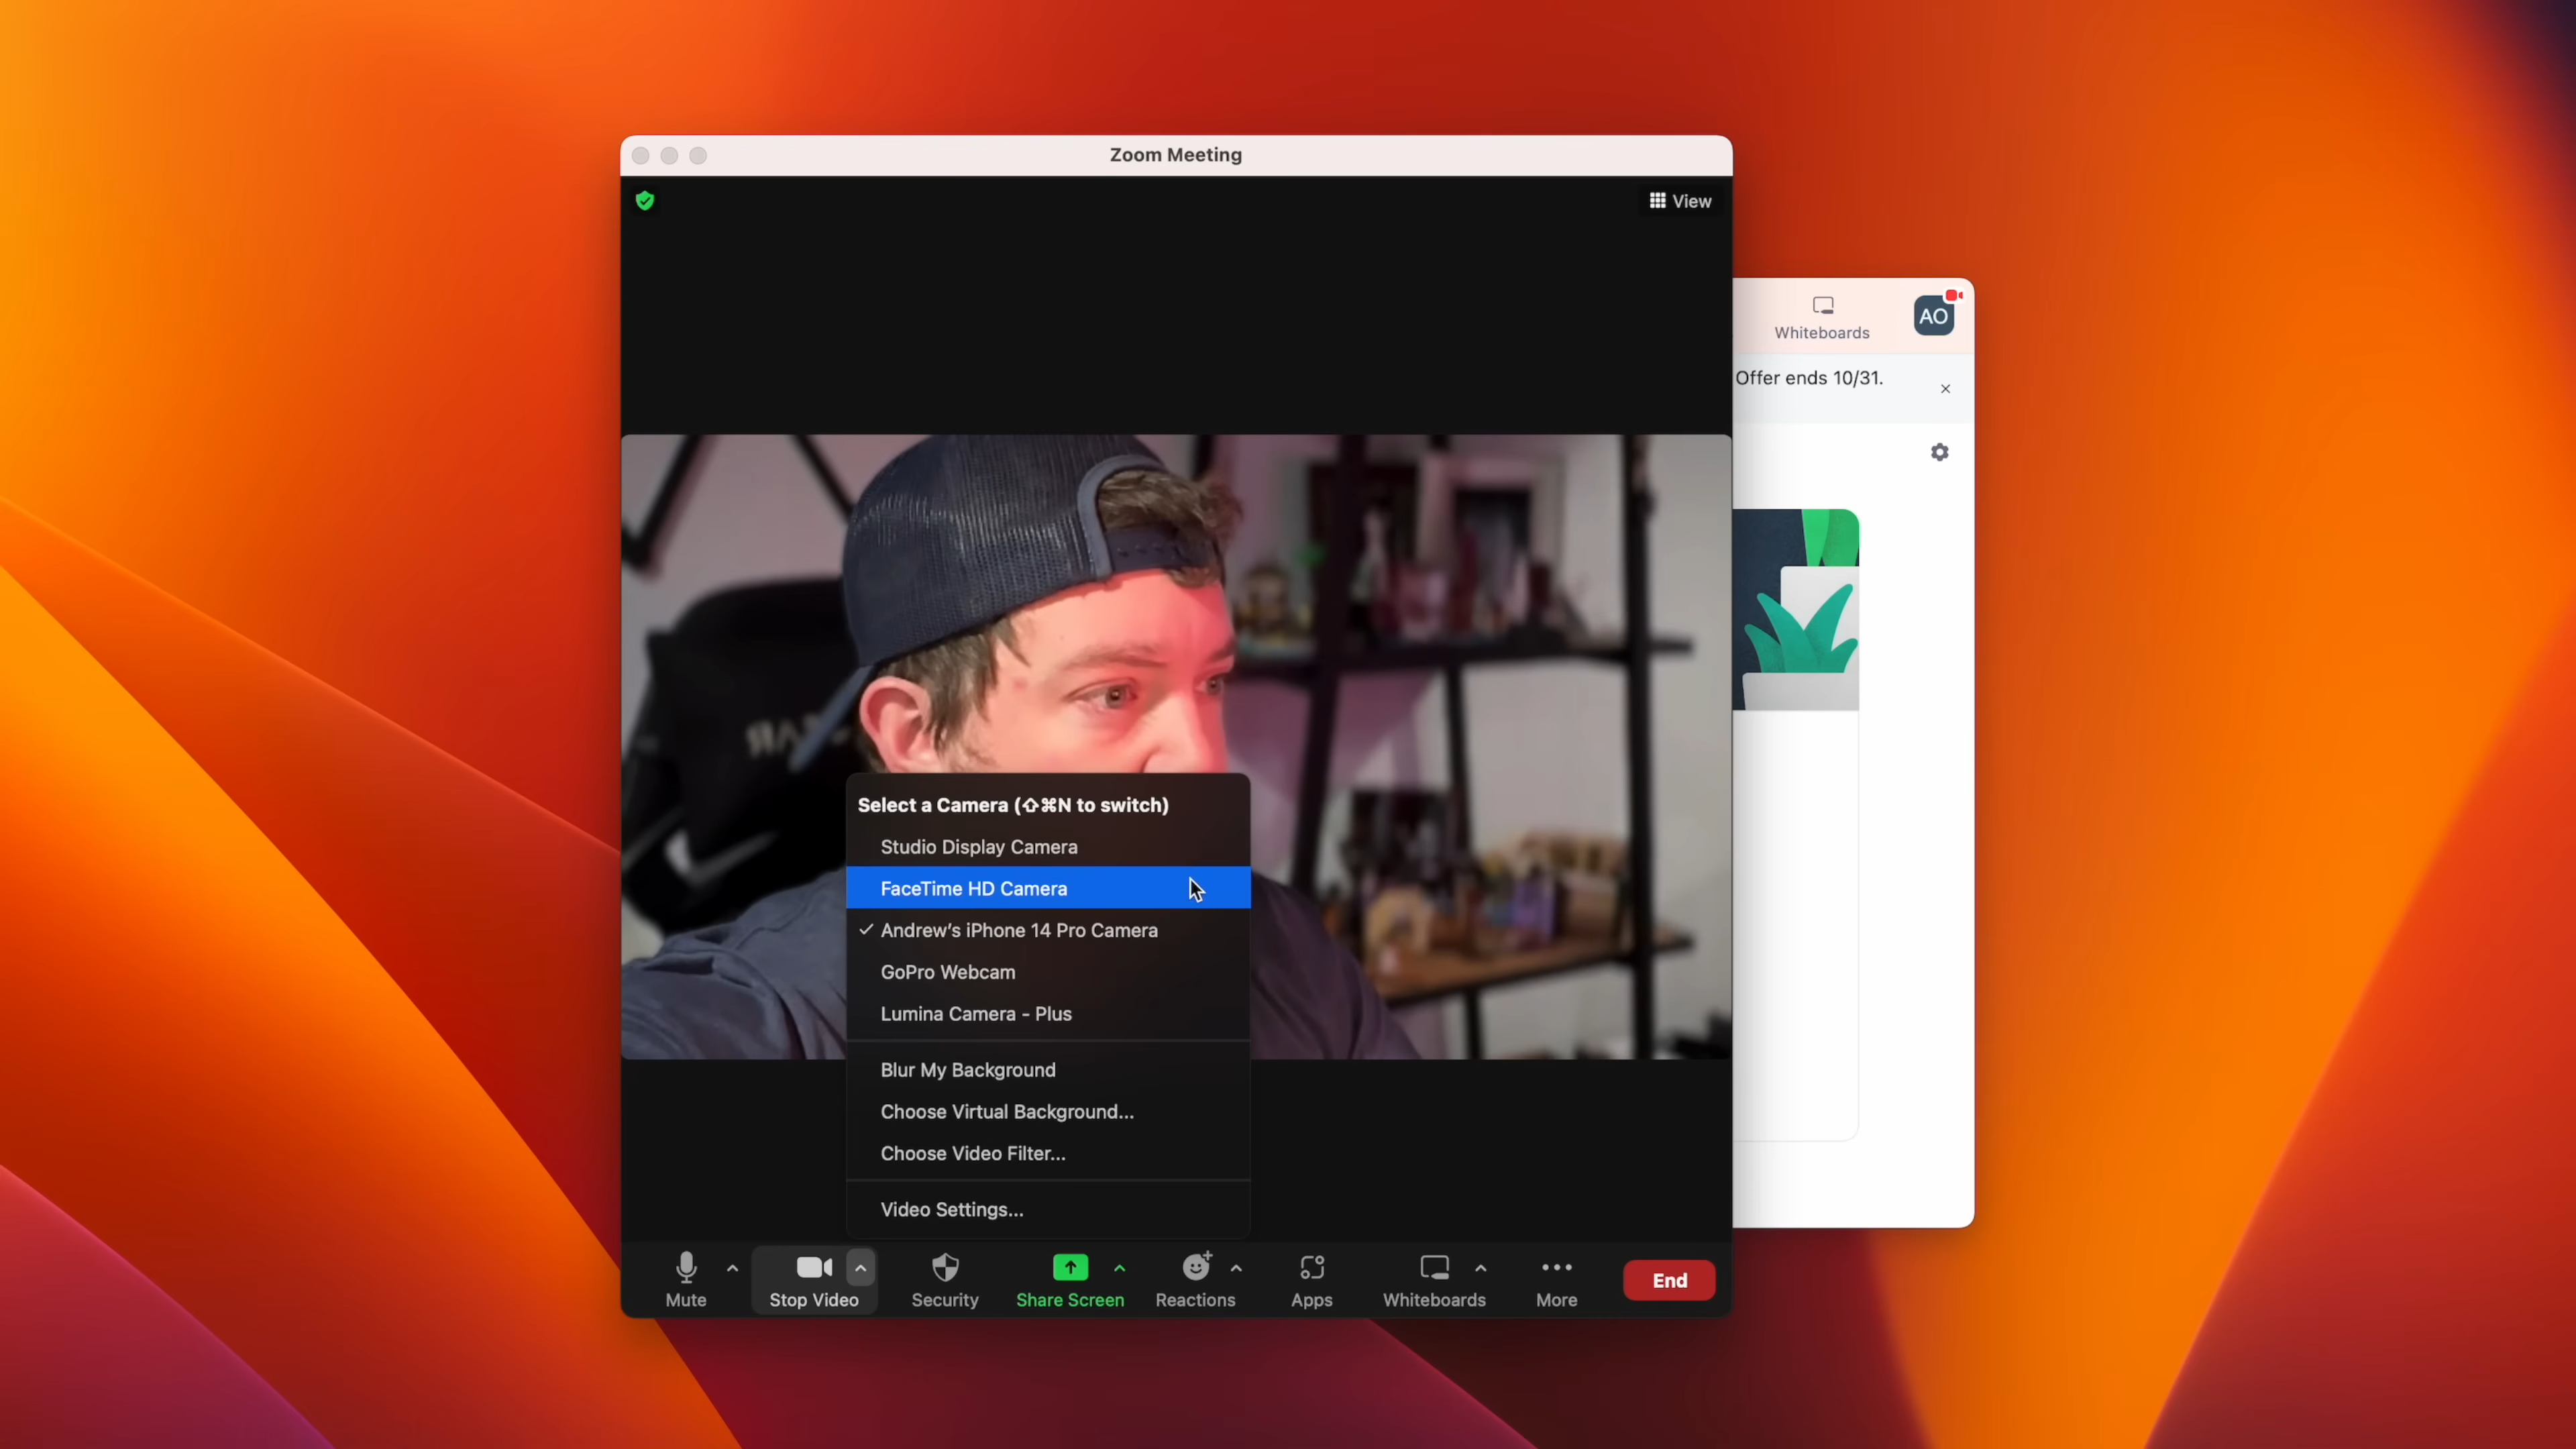 Zoom Meeting
View
Whiteboards
AO
Offer ends 10/31.
Select a Camera (⇧⌘N to switch)
Studio Display Camera
FaceTime HD Camera
✓ Andrew’s iPhone 14 Pro Camera
GoPro Webcam
Lumina Camera - Plus
Blur My Background
Choose Virtual Background...
Choose Video Filter...
Video Settings...
Mute
Stop Video
Security
Share Screen
Reactions
Apps
Whiteboards
More
End